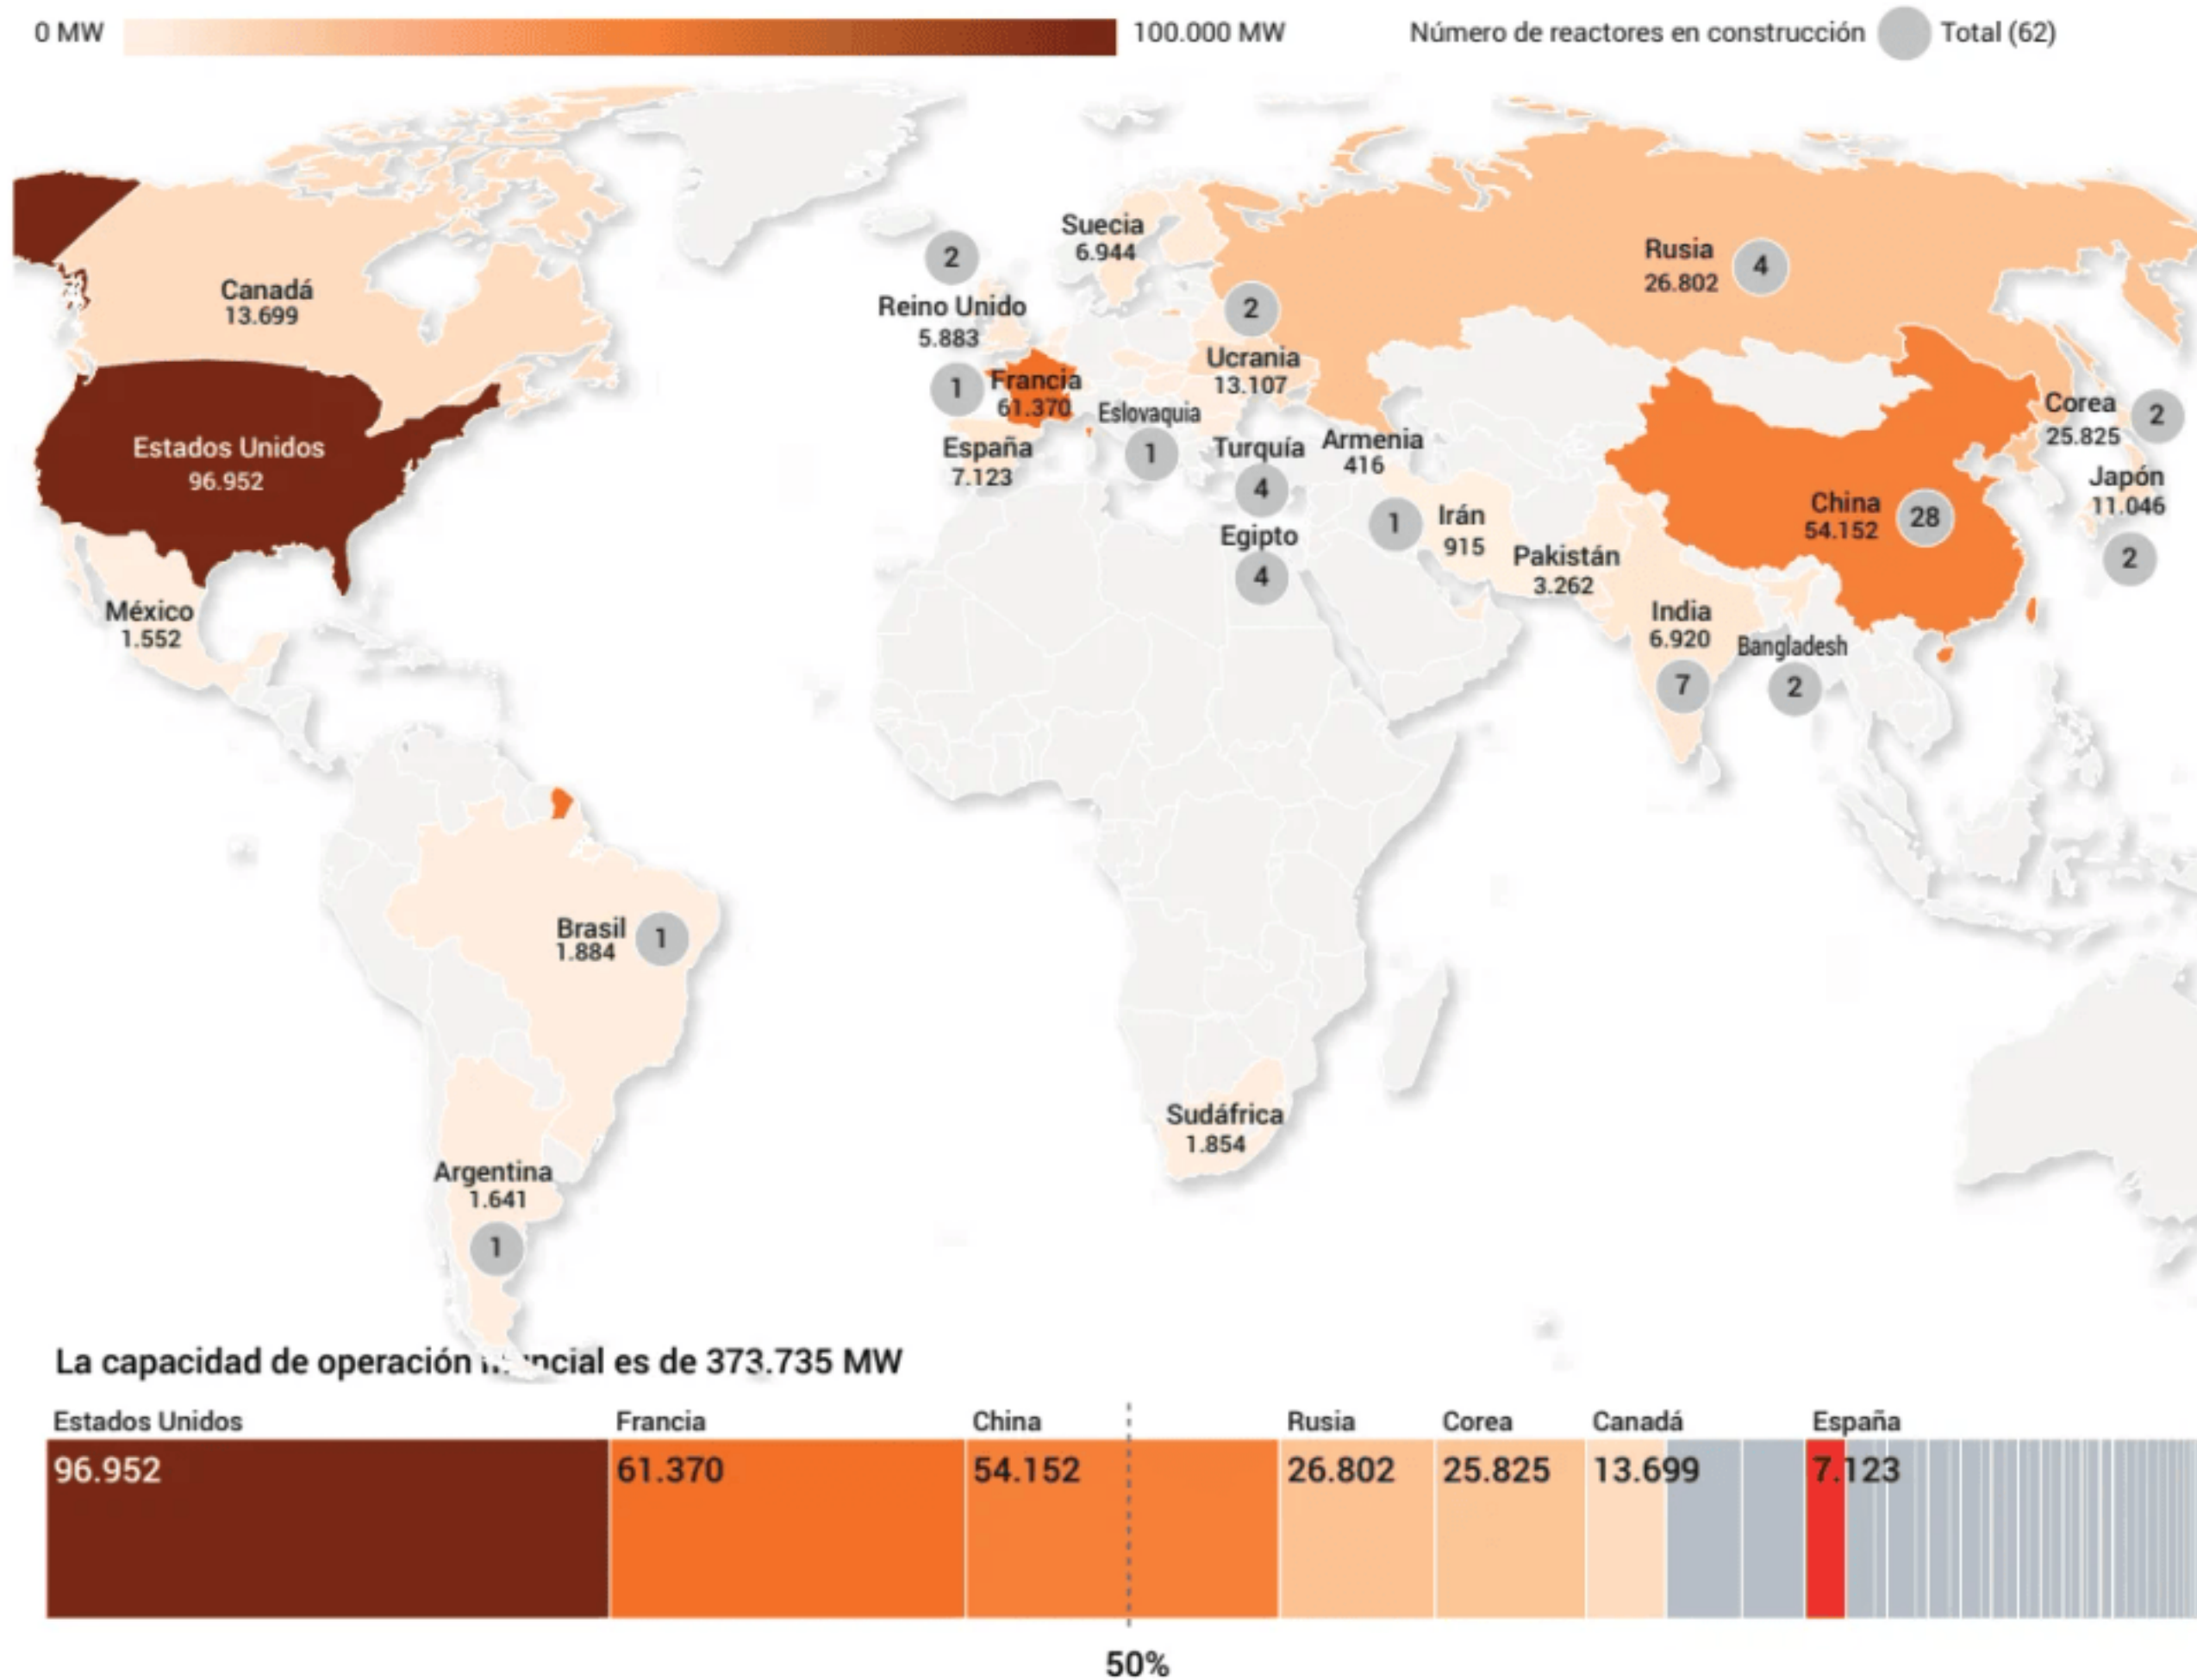 0 MW
100.000 MW
Número de reactores en construcción
Total (62)
Canadá
13.699
Estados Unidos
96.952
México
1.552
Brasil
1.884
1
Argentina
1.641
1
Suecia
6.944
2
Reino Unido
5.883
1
Francia
61.370
España
7.123
Eslovaquia
1
2
Ucrania
13.107
Turquía
4
Armenia
416
Egipto
4
1
Irán
915
Pakistán
3.262
India
6.920
7
Bangladesh
2
Rusia
26.802
4
China
54.152
28
Corea
25.825
2
Japón
11.046
2
Sudáfrica
1.854
La capacidad de operación es de 373.735 MW
Estados Unidos
96.952
Francia
61.370
China
54.152
Rusia
26.802
Corea
25.825
Canadá
13.699
España
7.123
50%